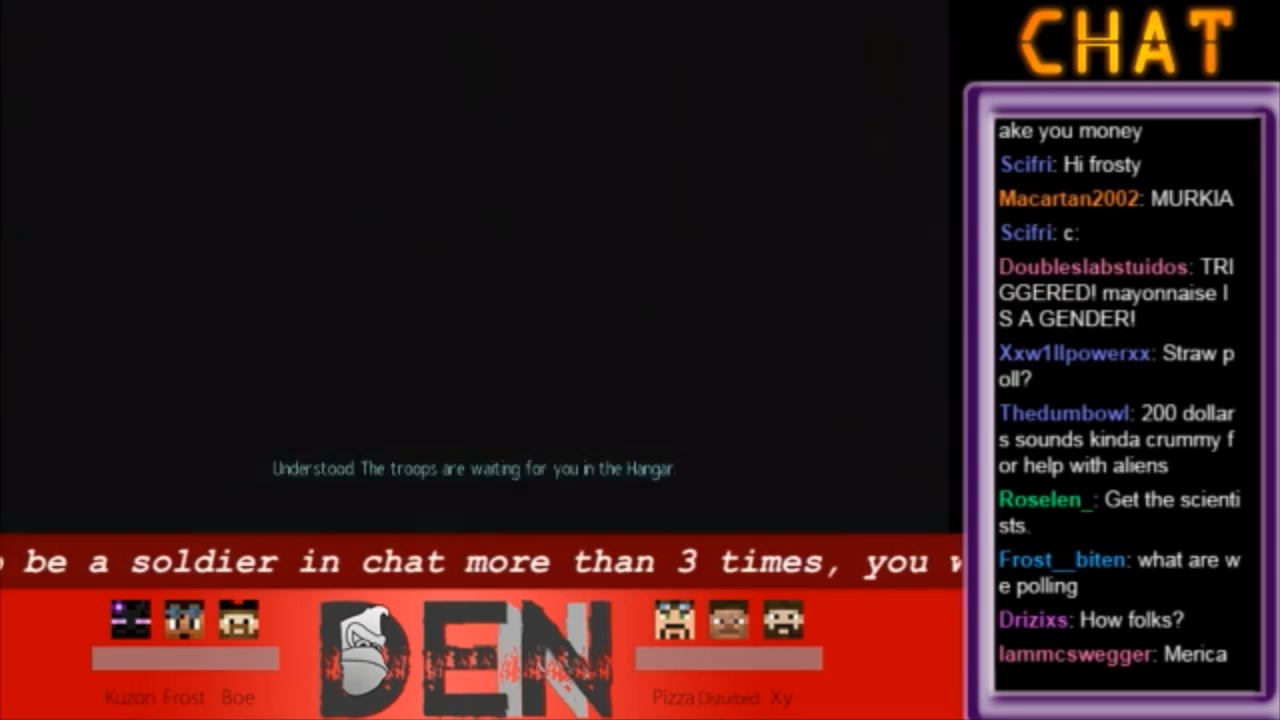 CHAT
ake you money
Scifri: Hi frosty
Macartan2002: MURKIA
Scifri: c:
Doubleslabstuidos: TRI
GGERED! mayonnaise I
S A GENDER!
Xxw1llpowerxx: Straw p
oll?
Thedumbowl: 200 dollar
s sounds kinda crummy f
or help with aliens
Roselen_: Get the scienti
sts.
Frost__biten: what are w
e polling
Drizixs: How folks?
Iammcswegger: Merica
Understood. The troops are waiting for you in the Hangar.
be a soldier in chat more than 3 times, you
DEN
Kuzon Frost Boe
Pizza Disturbed Xy